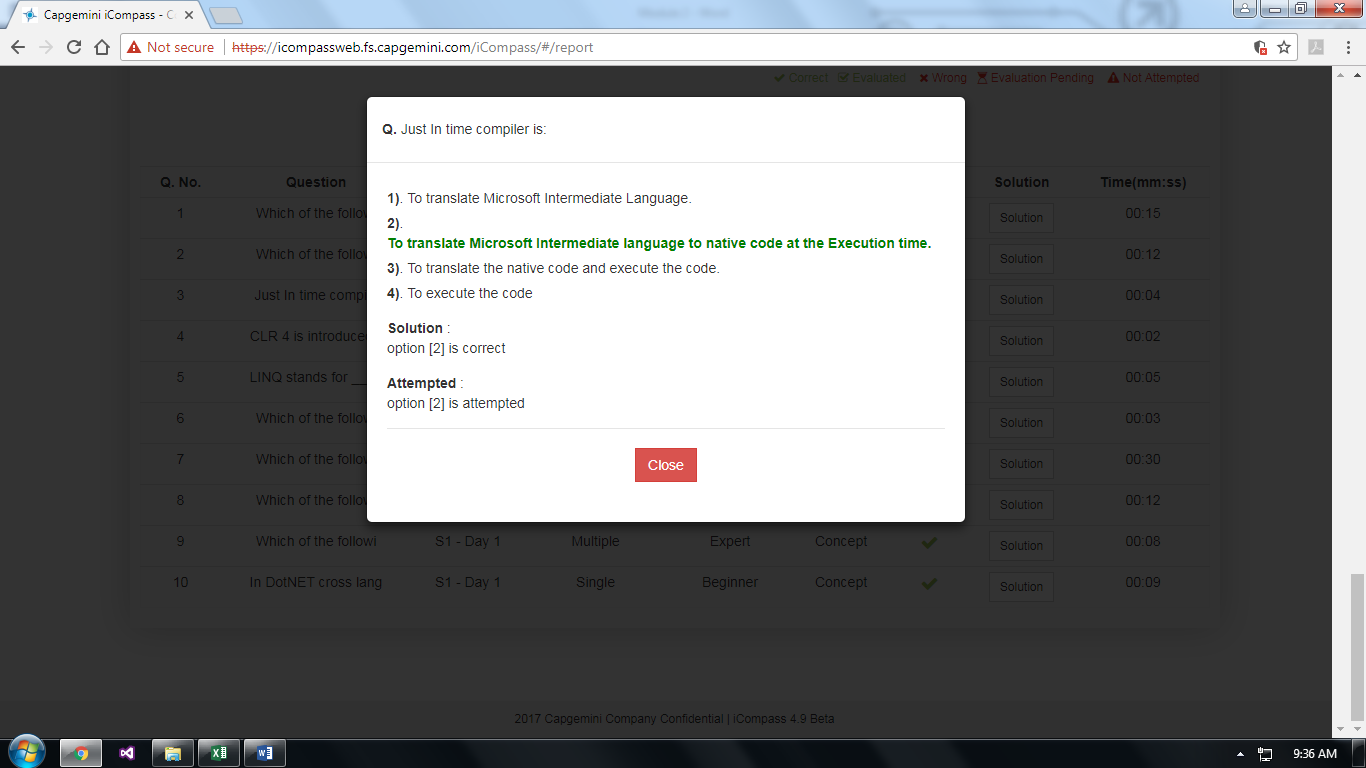 Capgemini iCompass - C
Not secure
https://icompassweb.fs.capgemini.com/iCompass/#/report
Correct Evaluated Wrong Evaluation Pending Not Attempted
Q. Just In time compiler is:
1). To translate Microsoft Intermediate Language.
2).
To translate Microsoft Intermediate language to native code at the Execution time.
3). To translate the native code and execute the code.
4). To execute the code
Solution :
option [2] is correct
Attempted :
option [2] is attempted
Close
Q. No. Question Solution Time(mm:ss)
1 Which of the follow Solution 00:15
2 Which of the follow Solution 00:12
3 Just In time compi Solution 00:04
4 CLR 4 is introduce Solution 00:02
5 LINQ stands for __ Solution 00:05
6 Which of the follow Solution 00:03
7 Which of the follow Solution 00:30
8 Which of the follow Solution 00:12
9 Which of the followi S1 - Day 1 Multiple Expert Concept Solution 00:08
10 In DotNET cross lang S1 - Day 1 Single Beginner Concept Solution 00:09
2017 Capgemini Company Confidential | iCompass 4.9 Beta
9:36 AM